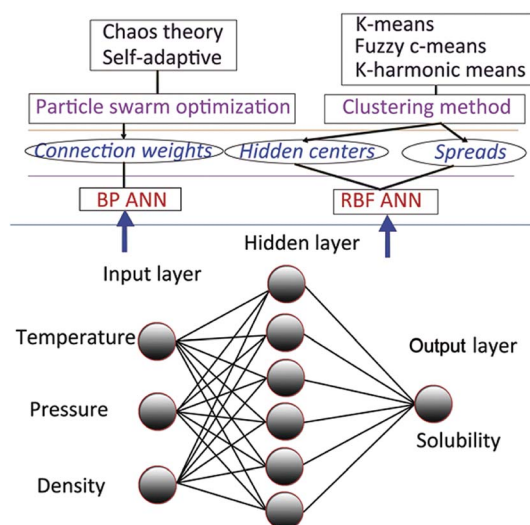 Chaos theory
Self-adaptive
K-means
Fuzzy c-means
K-harmonic means
Particle swarm optimization
Clustering method
Connection weights
Hidden centers
Spreads
BP ANN
RBF ANN
Hidden layer
Input layer
Temperature
Output layer
Pressure
Solubility
Density